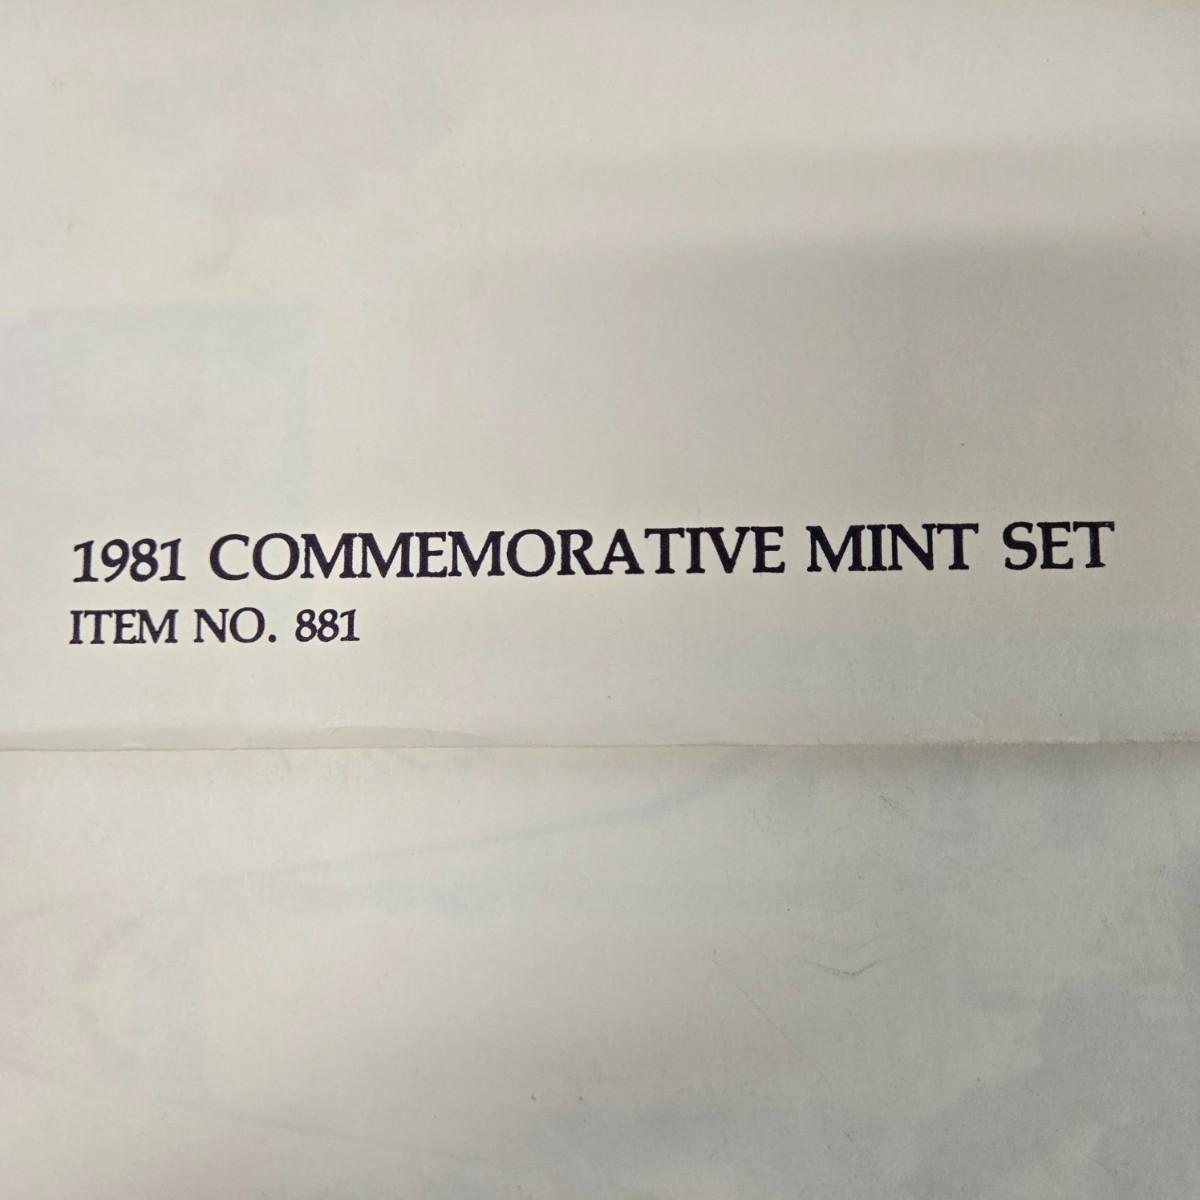 1981 COMMEMORATIVE MINT SET
ITEM NO. 881